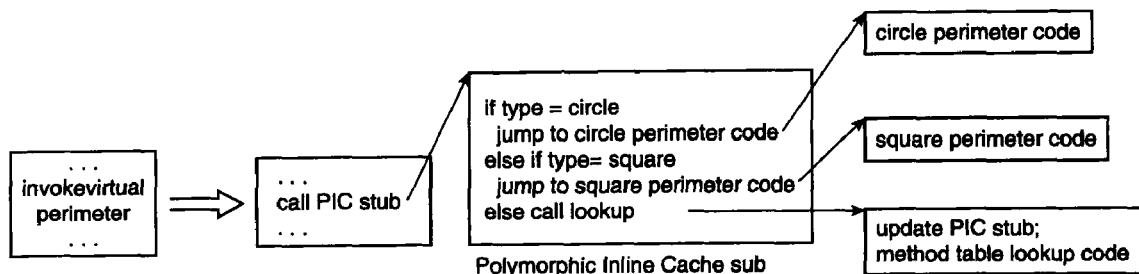 . . .
invokevirtual
perimeter
. . .
. . .
call PIC stub
. . .
if type = circle
jump to circle perimeter code
else if type= square
jump to square perimeter code
else call lookup
Polymorphic Inline Cache sub
circle perimeter code
square perimeter code
update PIC stub;
method table lookup code